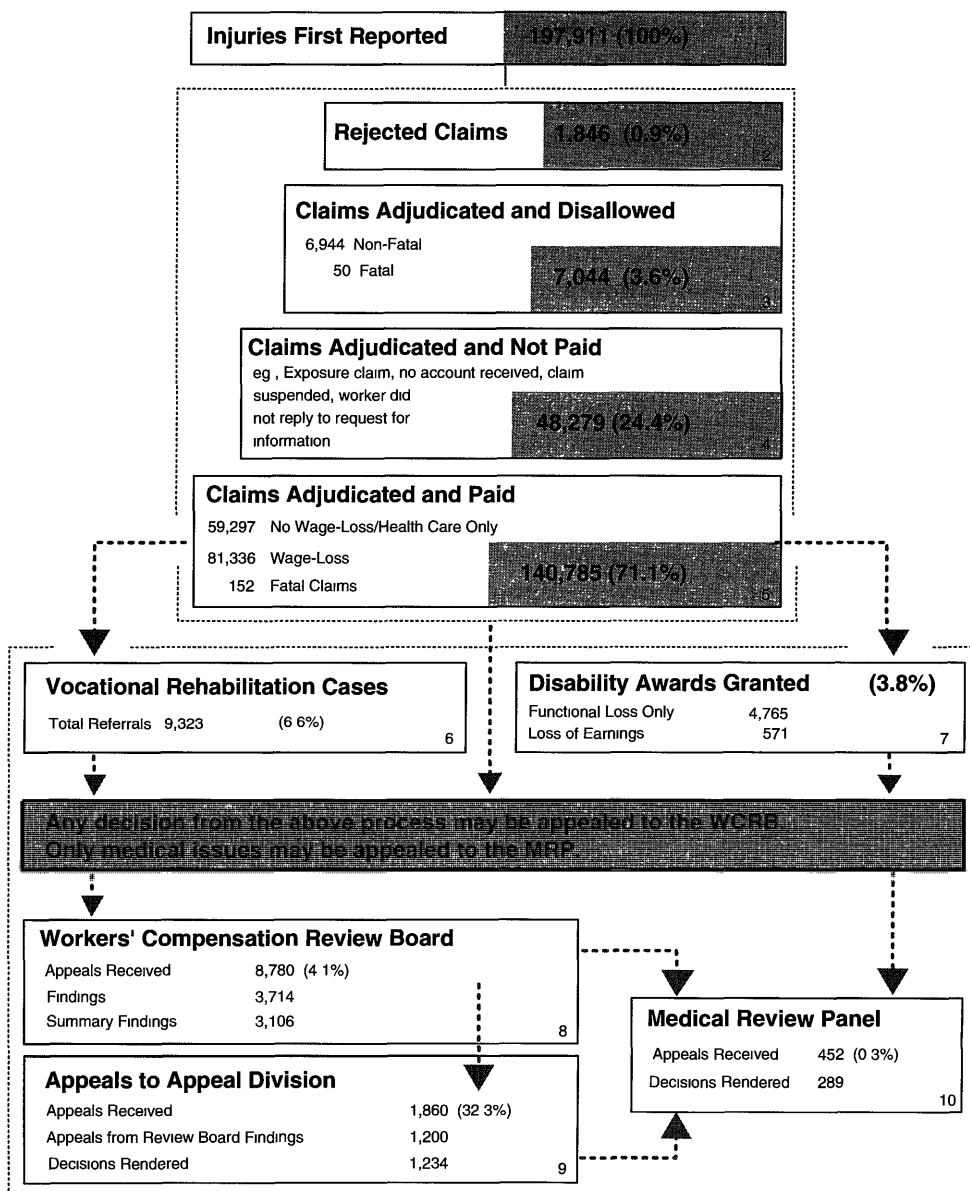 Injuries First Reported 197,911 (100%) 1
Rejected Claims 1,846 (0.9%) 2
Claims Adjudicated and Disallowed
6,944 Non-Fatal
50 Fatal
7,044 (3.6%)
3
Claims Adjudicated and Not Paid
eg , Exposure claim, no account received, claim
suspended, worker did
not reply to request for
information
48,279 (24.4%)
4
Claims Adjudicated and Paid
59,297 No Wage-Loss/Health Care Only
81,336 Wage-Loss
152 Fatal Claims
140,785 (71.1%)
5
Vocational Rehabilitation Cases
Total Referrals 9,323 (6 6%)
6
Disability Awards Granted (3.8%)
Functional Loss Only 4,765
Loss of Earnings 571
7
Any decision from the above process may be appealed to the WCRB.
Only medical issues may be appealed to the MRP.
Workers' Compensation Review Board
Appeals Received 8,780 (4 1%)
Findings 3,714
Summary Findings 3,106
8
Appeals to Appeal Division
Appeals Received 1,860 (32 3%)
Appeals from Review Board Findings 1,200
Decisions Rendered 1,234
9
Medical Review Panel
Appeals Received 452 (0 3%)
Decisions Rendered 289
10